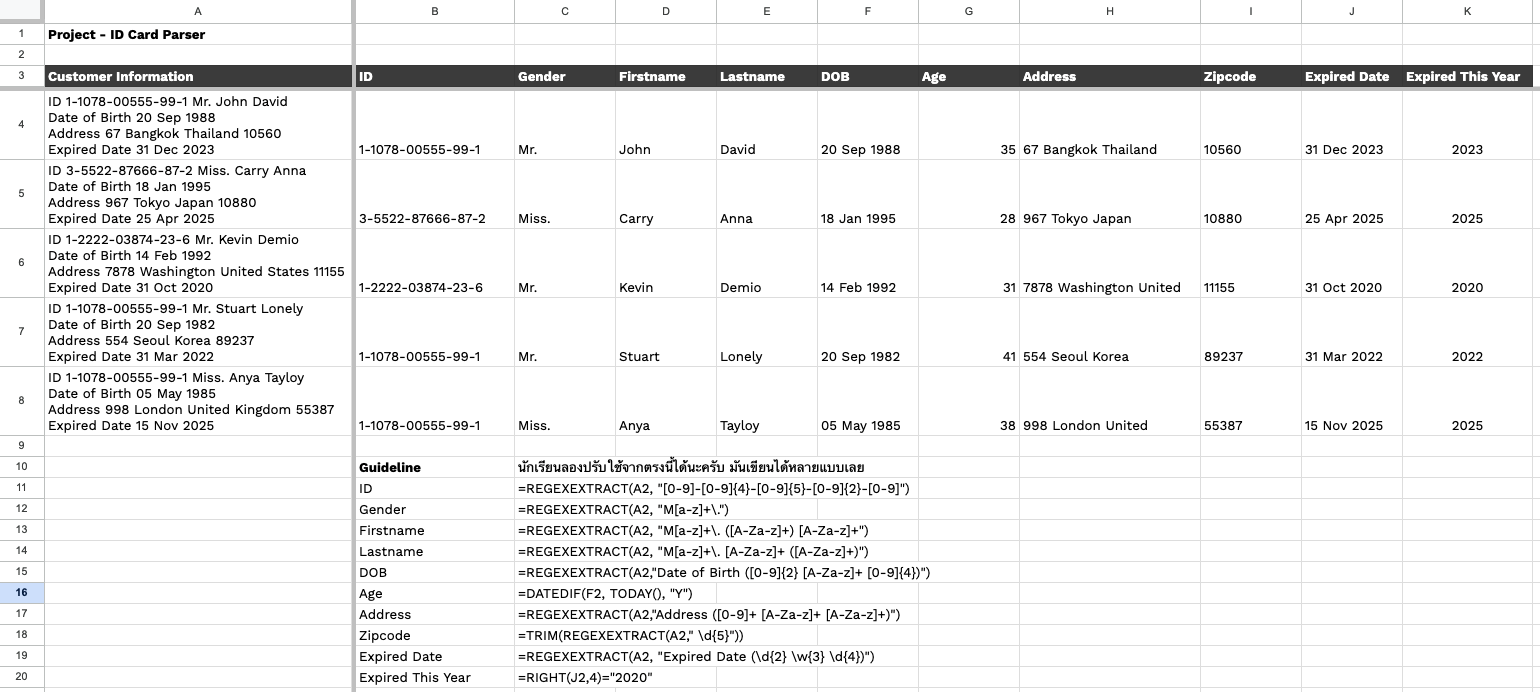 A B C D E F G H I J K
1 Project - ID Card Parser
2
3 Customer Information ID Gender Firstname Lastname DOB Age Address Zipcode Expired Date Expired This Year
ID 1-1078-00555-99-1 Mr. John David
Date of Birth 20 Sep 1988
Address 67 Bangkok Thailand 10560
Expired Date 31 Dec 2023
4 1-1078-00555-99-1 Mr. John David 20 Sep 1988 35 67 Bangkok Thailand 10560 31 Dec 2023 2023
ID 3-5522-87666-87-2 Miss. Carry Anna
Date of Birth 18 Jan 1995
Address 967 Tokyo Japan 10880
Expired Date 25 Apr 2025
5 3-5522-87666-87-2 Miss. Carry Anna 18 Jan 1995 28 967 Tokyo Japan 10880 25 Apr 2025 2025
ID 1-2222-03874-23-6 Mr. Kevin Demio
Date of Birth 14 Feb 1992
Address 7878 Washington United States 11155
Expired Date 31 Oct 2020
6 1-2222-03874-23-6 Mr. Kevin Demio 14 Feb 1992 31 7878 Washington United 11155 31 Oct 2020 2020
ID 1-1078-00555-99-1 Mr. Stuart Lonely
Date of Birth 20 Sep 1982
Address 554 Seoul Korea 89237
Expired Date 31 Mar 2022
7 1-1078-00555-99-1 Mr. Stuart Lonely 20 Sep 1982 41 554 Seoul Korea 89237 31 Mar 2022 2022
ID 1-1078-00555-99-1 Miss. Anya Tayloy
Date of Birth 05 May 1985
Address 998 London United Kingdom 55387
Expired Date 15 Nov 2025
8 1-1078-00555-99-1 Miss. Anya Tayloy 05 May 1985 38 998 London United 55387 15 Nov 2025 2025
9
10 Guideline นักเรียนลองปรับใช้จากตรงนี้ได้นะครับ มันเขียนได้หลายแบบเลย
11 ID =REGEXEXTRACT(A2, "[0-9]-[0-9]{4}-[0-9]{5}-[0-9]{2}-[0-9]")
12 Gender =REGEXEXTRACT(A2, "M[a-z]+\.")
13 Firstname =REGEXEXTRACT(A2, "M[a-z]+\. ([A-Za-z]+) [A-Za-z]+")
14 Lastname =REGEXEXTRACT(A2, "M[a-z]+\. [A-Za-z]+ ([A-Za-z]+)")
15 DOB =REGEXEXTRACT(A2,"Date of Birth ([0-9]{2} [A-Za-z]+ [0-9]{4})")
16 Age =DATEDIF(F2, TODAY(), "Y")
17 Address =REGEXEXTRACT(A2,"Address ([0-9]+ [A-Za-z]+ [A-Za-z]+)")
18 Zipcode =TRIM(REGEXEXTRACT(A2," \d{5}"))
19 Expired Date =REGEXEXTRACT(A2, "Expired Date (\d{2} \w{3} \d{4})")
20 Expired This Year =RIGHT(J2,4)="2020"